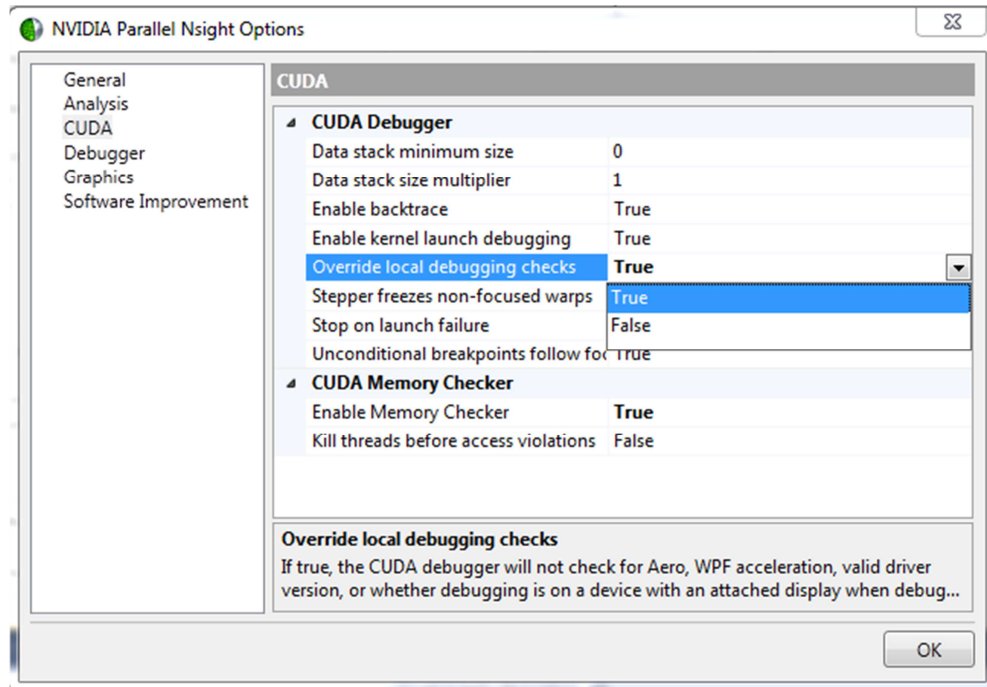 NVIDIA Parallel Nsight Options
General
Analysis
CUDA
Debugger
Graphics
Software Improvement
CUDA
CUDA Debugger
Data stack minimum size 0
Data stack size multiplier 1
Enable backtrace True
Enable kernel launch debugging True
Override local debugging checks True
Stepper freezes non-focused warps True
Stop on launch failure False
Unconditional breakpoints follow foc True
CUDA Memory Checker
Enable Memory Checker True
Kill threads before access violations False
Override local debugging checks
If true, the CUDA debugger will not check for Aero, WPF acceleration, valid driver
version, or whether debugging is on a device with an attached display when debug...
OK